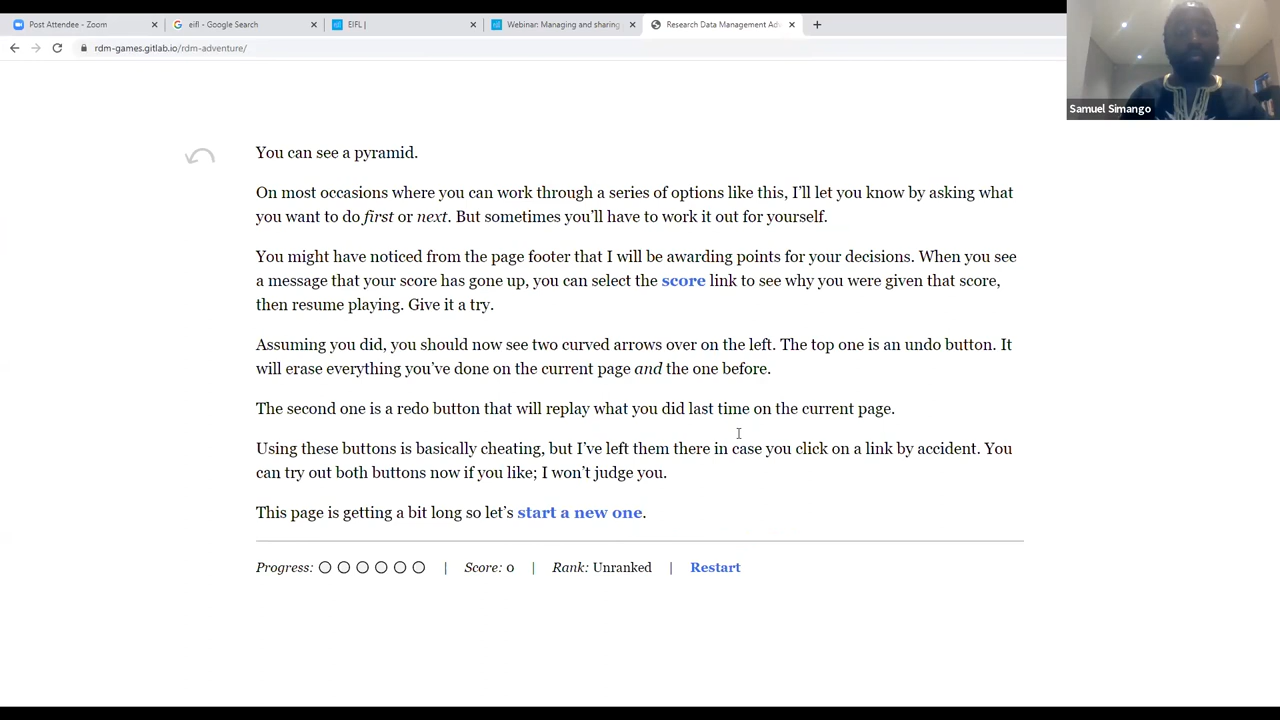 Post Attendee - Zoom
eifl - Google Search
EIFL |
Webinar: Managing and sharing
Research Data Management Adv
rdm-games.gitlab.io/rdm-adventure/
Samuel Simango
You can see a pyramid.
On most occasions where you can work through a series of options like this, I’ll let you know by asking what
you want to do first or next. But sometimes you’ll have to work it out for yourself.
You might have noticed from the page footer that I will be awarding points for your decisions. When you see
a message that your score has gone up, you can select the score link to see why you were given that score,
then resume playing. Give it a try.
Assuming you did, you should now see two curved arrows over on the left. The top one is an undo button. It
will erase everything you’ve done on the current page and the one before.
The second one is a redo button that will replay what you did last time on the current page.
Using these buttons is basically cheating, but I’ve left them there in case you click on a link by accident. You
can try out both buttons now if you like; I won’t judge you.
This page is getting a bit long so let’s start a new one.
Progress: | Score: 0 | Rank: Unranked | Restart